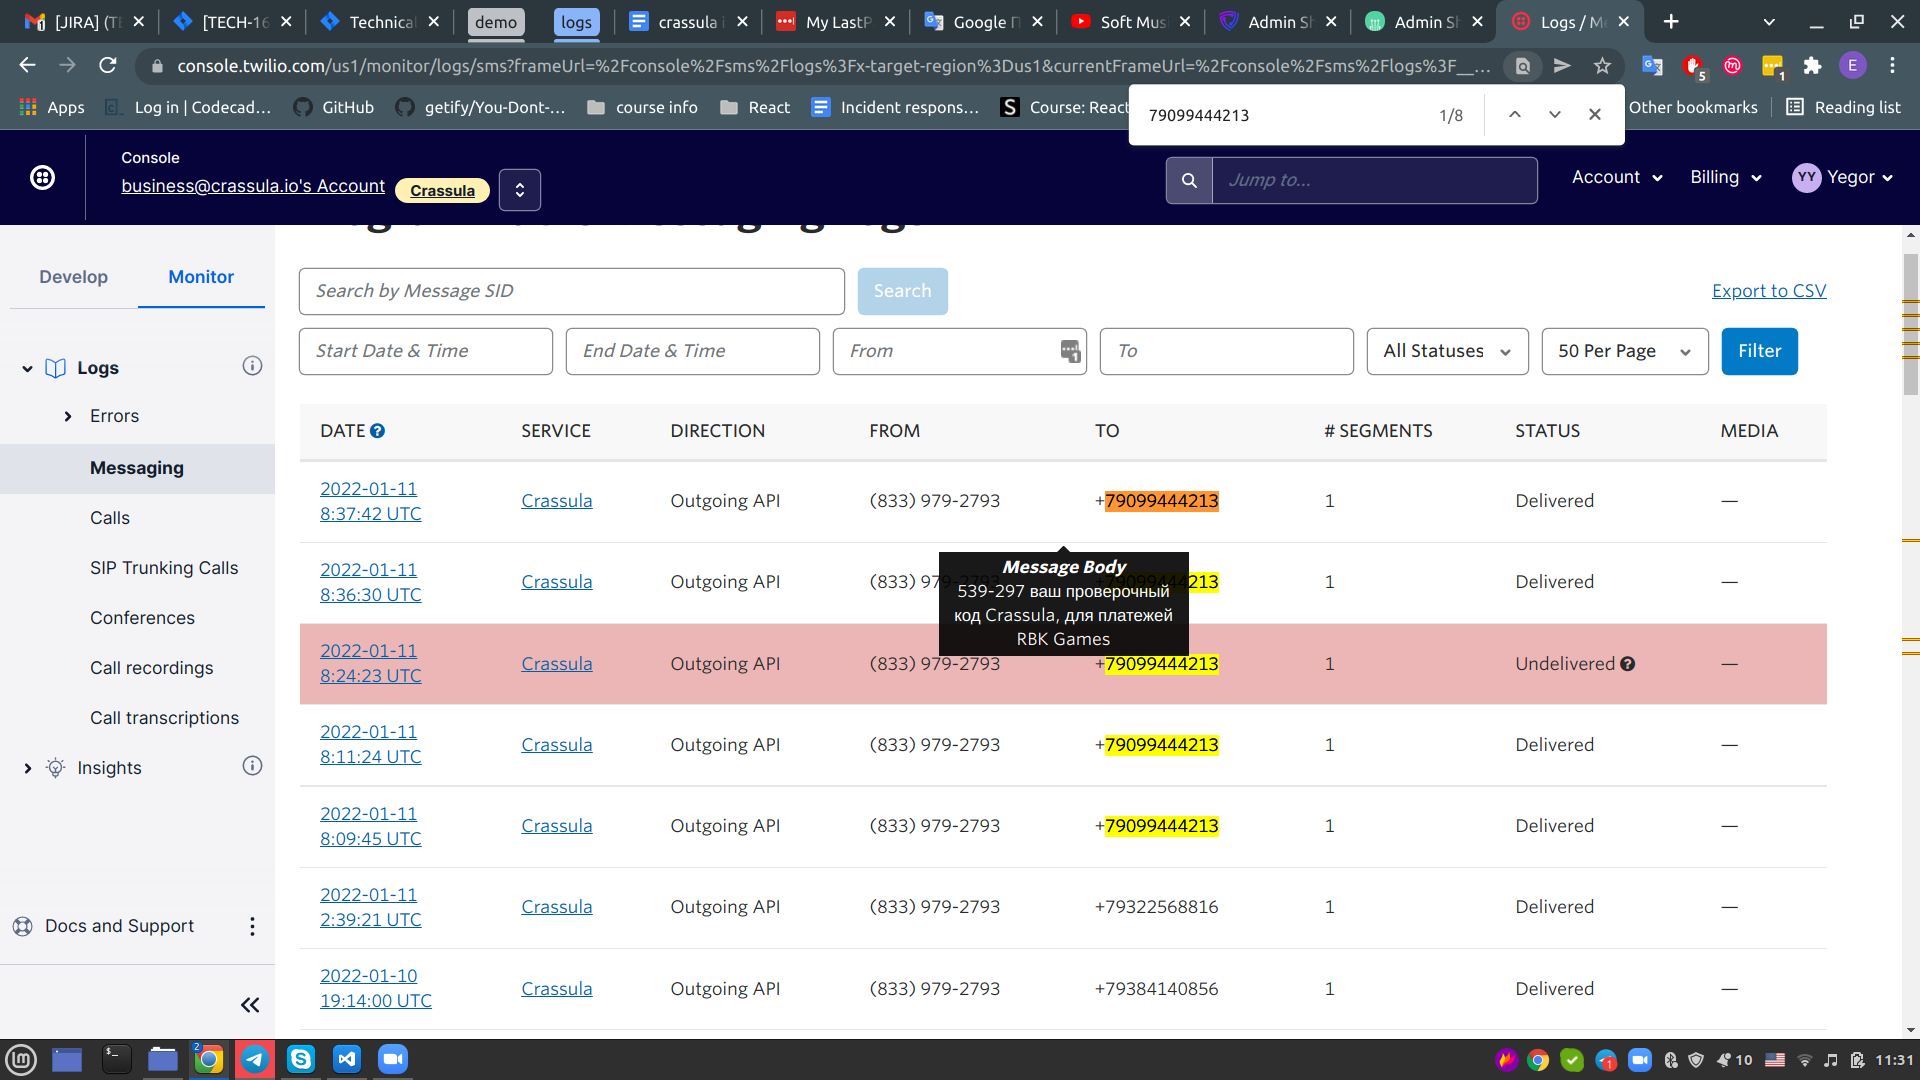 [JIRA] (TE
[TECH-16
Technical
demo
logs
crassula i
My LastP
Google П
Soft Mus
Admin Sh
Admin Sh
Logs / Me
console.twilio.com/us1/monitor/logs/sms?frameUrl=%2Fconsole%2Fsms%2Flogs%3Fx-target-region%3Dus1&currentFrameUrl=%2Fconsole%2Fsms%2Flogs%3F__...
5
1
E
Apps
Log in | Codecad...
GitHub
getify/You-Dont-...
course info
React
Incident respons...
Course: React
Other bookmarks
Reading list
79099444213
1/8
Console
business@crassula.io's Account
Crassula
Jump to...
Account
Billing
YY
Yegor
Develop
Monitor
Logs
Errors
Messaging
Calls
SIP Trunking Calls
Conferences
Call recordings
Call transcriptions
Insights
Docs and Support
Search by Message SID
Search
Export to CSV
Start Date & Time
End Date & Time
From
1
To
All Statuses
50 Per Page
Filter
DATE SERVICE DIRECTION FROM TO # SEGMENTS STATUS MEDIA
2022-01-11
8:37:42 UTC
Crassula Outgoing API (833) 979-2793 +79099444213 1 Delivered —
2022-01-11
8:36:30 UTC
Crassula Outgoing API (833) 979-2793 +79099444213 1 Delivered —
Message Body
539-297 ваш проверочный
код Crassula, для платежей
RBK Games
2022-01-11
8:24:23 UTC
Crassula Outgoing API (833) 979-2793 +79099444213 1 Undelivered —
2022-01-11
8:11:24 UTC
Crassula Outgoing API (833) 979-2793 +79099444213 1 Delivered —
2022-01-11
8:09:45 UTC
Crassula Outgoing API (833) 979-2793 +79099444213 1 Delivered —
2022-01-11
2:39:21 UTC
Crassula Outgoing API (833) 979-2793 +79322568816 1 Delivered —
2022-01-10
19:14:00 UTC
Crassula Outgoing API (833) 979-2793 +79384140856 1 Delivered —
2
1
10
11:31